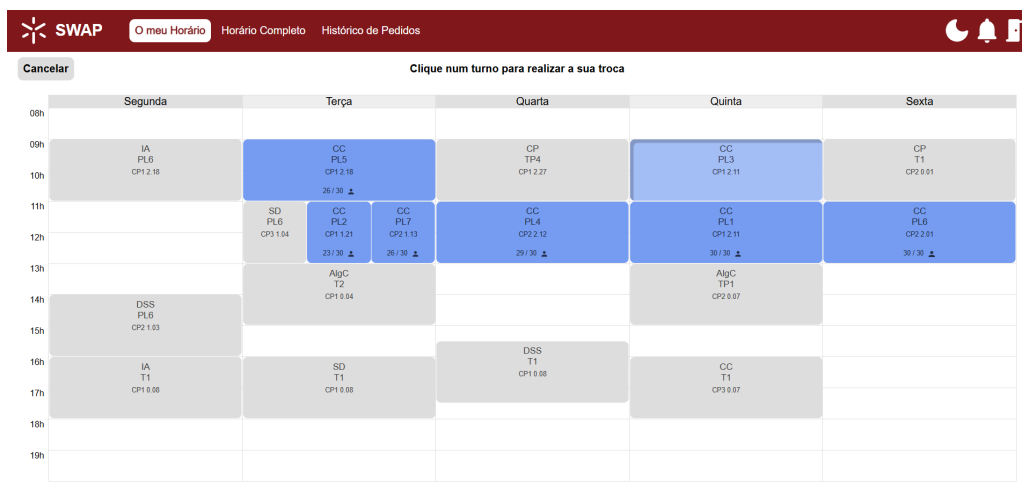 SWAP
O meu Horário
Horário Completo
Histórico de Pedidos
Cancelar
Clique num turno para realizar a sua troca
Segunda
Terça
Quarta
Quinta
Sexta
08h
09h
10h
11h
12h
13h
14h
15h
16h
17h
18h
19h
IA
PL6
CP1 2.18
DSS
PL6
CP2 1.03
IA
T1
CP1 0.08
CC
PL5
CP1 2.18
26 / 30
SD
PL6
CP3 1.04
CC
PL2
CP1 1.21
23 / 30
CC
PL7
CP2 1.13
26 / 30
AlgC
T2
CP1 0.04
SD
T1
CP1 0.08
CP
TP4
CP1 2.27
CC
PL4
CP2 2.12
29 / 30
DSS
T1
CP1 0.08
CC
PL3
CP1 2.11
CC
PL1
CP1 2.11
30 / 30
AlgC
TP1
CP2 0.07
CC
T1
CP3 0.07
CP
T1
CP2 0.01
CC
PL6
CP2 2.01
30 / 30